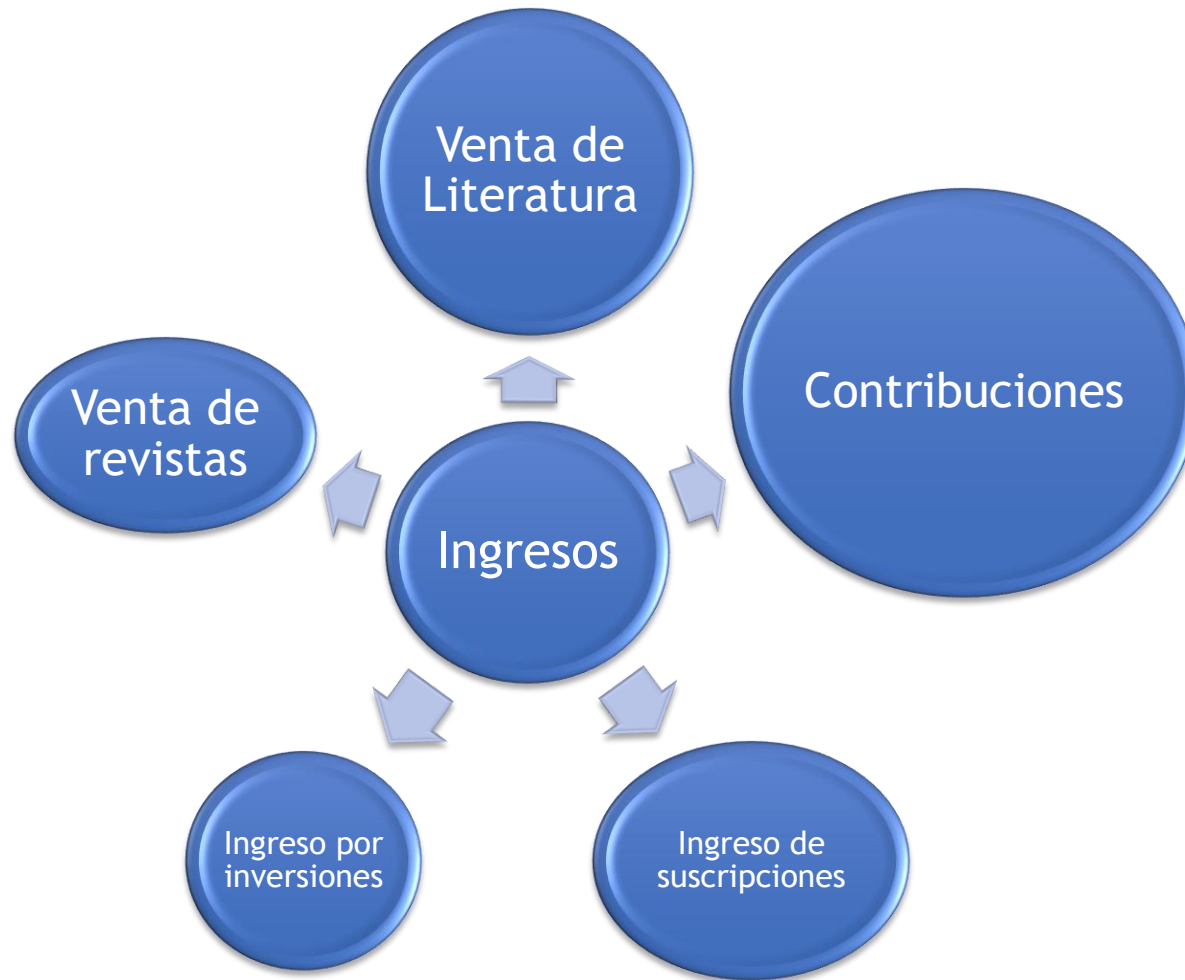 Venta de
Literatura
Contribuciones
Venta de
revistas
Ingresos
Ingreso por
inversiones
Ingreso de
suscripciones